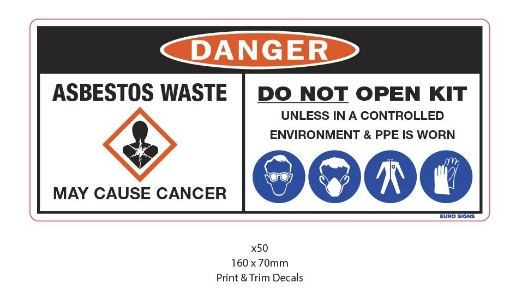 DANGER
ASBESTOS WASTE
MAY CAUSE CANCER
DO NOT OPEN KIT
UNLESS IN A CONTROLLED
ENVIRONMENT & PPE IS WORN
EURO SIGNS
x50
160 x 70mm
Print & Trim Decals